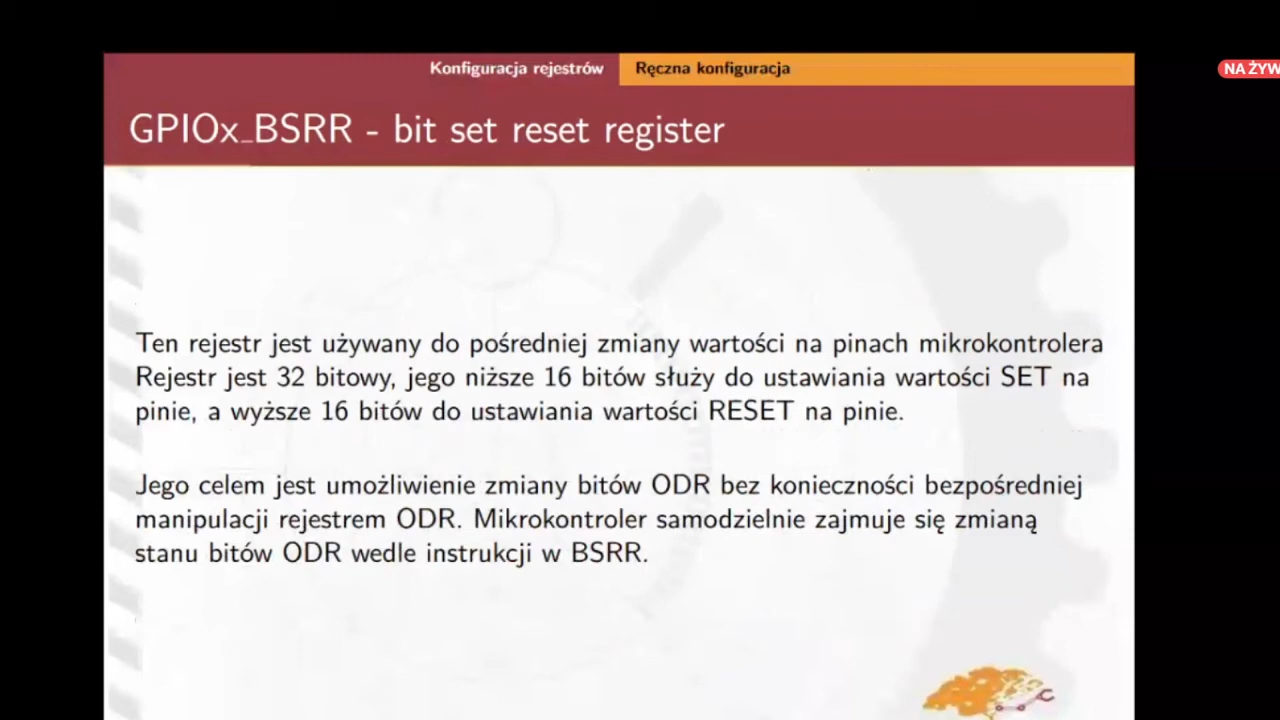 Konfiguracja rejestrów Ręczna konfiguracja
NA ŻYW
GPIOx_BSRR - bit set reset register
Ten rejestr jest używany do pośredniej zmiany wartości na pinach mikrokontrolera
Rejestr jest 32 bitowy, jego niższe 16 bitów służy do ustawiania wartości SET na
pinie, a wyższe 16 bitów do ustawiania wartości RESET na pinie.
Jego celem jest umożliwienie zmiany bitów ODR bez konieczności bezpośredniej
manipulacji rejestrem ODR. Mikrokontroler samodzielnie zajmuje się zmianą
stanu bitów ODR wedle instrukcji w BSRR.